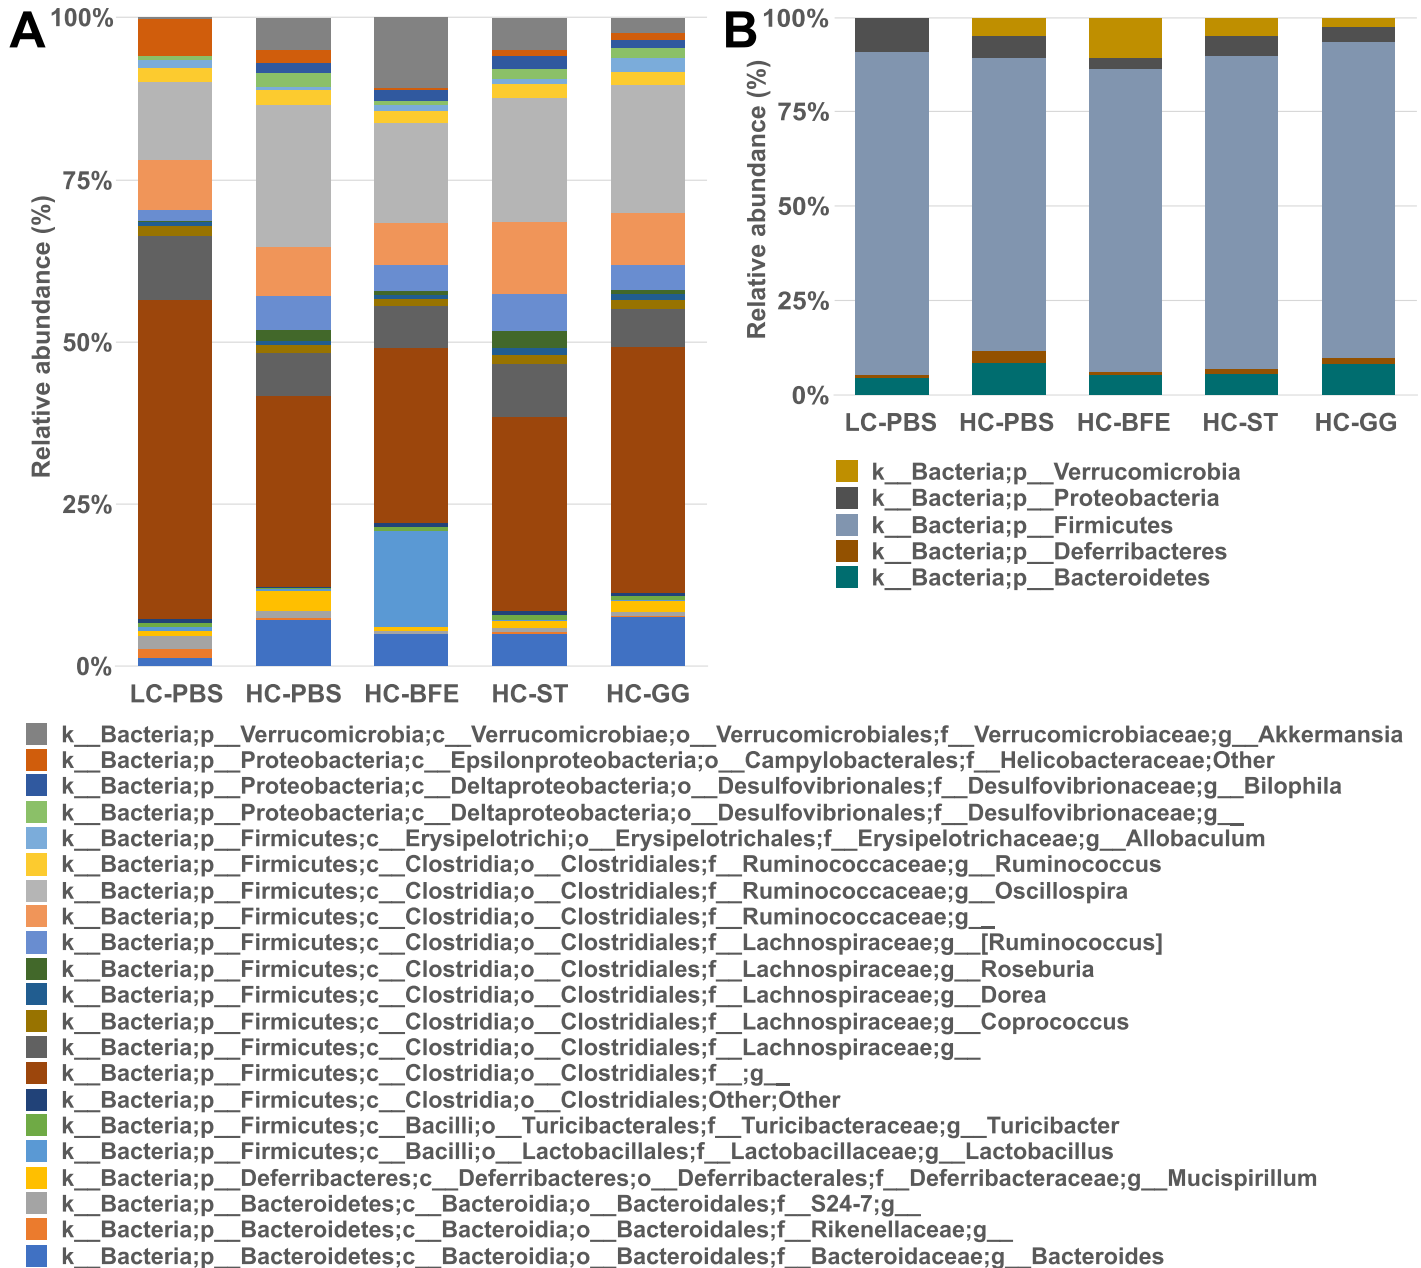 A
100%
75%
50%
25%
0%
Relative abundance (%)
LC-PBS HC-PBS HC-BFE HC-ST HC-GG
B
100%
75%
50%
25%
0%
Relative abundance (%)
LC-PBS HC-PBS HC-BFE HC-ST HC-GG
k__Bacteria;p__Verrucomicrobia
k__Bacteria;p__Proteobacteria
k__Bacteria;p__Firmicutes
k__Bacteria;p__Deferribacteres
k__Bacteria;p__Bacteroidetes
k__Bacteria;p__Verrucomicrobia;c__Verrucomicrobiae;o__Verrucomicrobiales;f__Verrucomicrobiaceae;g__Akkermansia
k__Bacteria;p__Proteobacteria;c__Epsilonproteobacteria;o__Campylobacterales;f__Helicobacteraceae;Other
k__Bacteria;p__Proteobacteria;c__Deltaproteobacteria;o__Desulfovibrionales;f__Desulfovibrionaceae;g__Bilophila
k__Bacteria;p__Proteobacteria;c__Deltaproteobacteria;o__Desulfovibrionales;f__Desulfovibrionaceae;g__
k__Bacteria;p__Firmicutes;c__Erysipelotrichi;o__Erysipelotrichales;f__Erysipelotrichaceae;g__Allobaculum
k__Bacteria;p__Firmicutes;c__Clostridia;o__Clostridiales;f__Ruminococcaceae;g__Ruminococcus
k__Bacteria;p__Firmicutes;c__Clostridia;o__Clostridiales;f__Ruminococcaceae;g__Oscillospira
k__Bacteria;p__Firmicutes;c__Clostridia;o__Clostridiales;f__Ruminococcaceae;g__
k__Bacteria;p__Firmicutes;c__Clostridia;o__Clostridiales;f__Lachnospiraceae;g__[Ruminococcus]
k__Bacteria;p__Firmicutes;c__Clostridia;o__Clostridiales;f__Lachnospiraceae;g__Roseburia
k__Bacteria;p__Firmicutes;c__Clostridia;o__Clostridiales;f__Lachnospiraceae;g__Dorea
k__Bacteria;p__Firmicutes;c__Clostridia;o__Clostridiales;f__Lachnospiraceae;g__Coprococcus
k__Bacteria;p__Firmicutes;c__Clostridia;o__Clostridiales;f__Lachnospiraceae;g__
k__Bacteria;p__Firmicutes;c__Clostridia;o__Clostridiales;f__;g__
k__Bacteria;p__Firmicutes;c__Clostridia;o__Clostridiales;Other;Other
k__Bacteria;p__Firmicutes;c__Bacilli;o__Turicibacterales;f__Turicibacteraceae;g__Turicibacter
k__Bacteria;p__Firmicutes;c__Bacilli;o__Lactobacillales;f__Lactobacillaceae;g__Lactobacillus
k__Bacteria;p__Deferribacteres;c__Deferribacteres;o__Deferribacterales;f__Deferribacteraceae;g__Mucispirillum
k__Bacteria;p__Bacteroidetes;c__Bacteroidia;o__Bacteroidales;f__S24-7;g__
k__Bacteria;p__Bacteroidetes;c__Bacteroidia;o__Bacteroidales;f__Rikenellaceae;g__
k__Bacteria;p__Bacteroidetes;c__Bacteroidia;o__Bacteroidales;f__Bacteroidaceae;g__Bacteroides